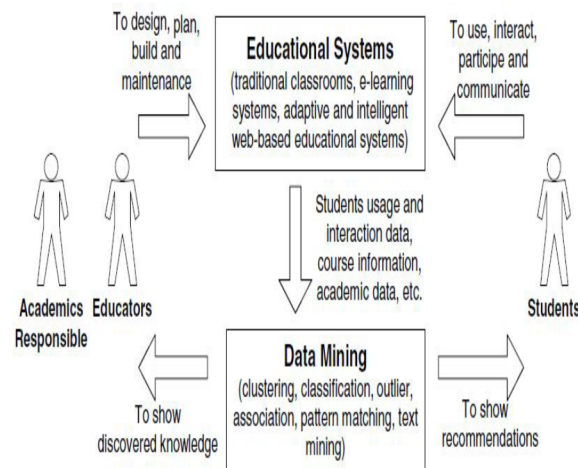 To design, plan,
build and
maintenance
Educational Systems
(traditional classrooms, e-learning
systems, adaptive and intelligent
web-based educational systems)
To use, interact,
participe and
communicate
Students usage and
interaction data,
course information,
academic data, etc.
Academics
Responsible
Educators
Students
Data Mining
(clustering, classification, outlier,
association, pattern matching, text
mining)
To show
discovered knowledge
To show
recommendations